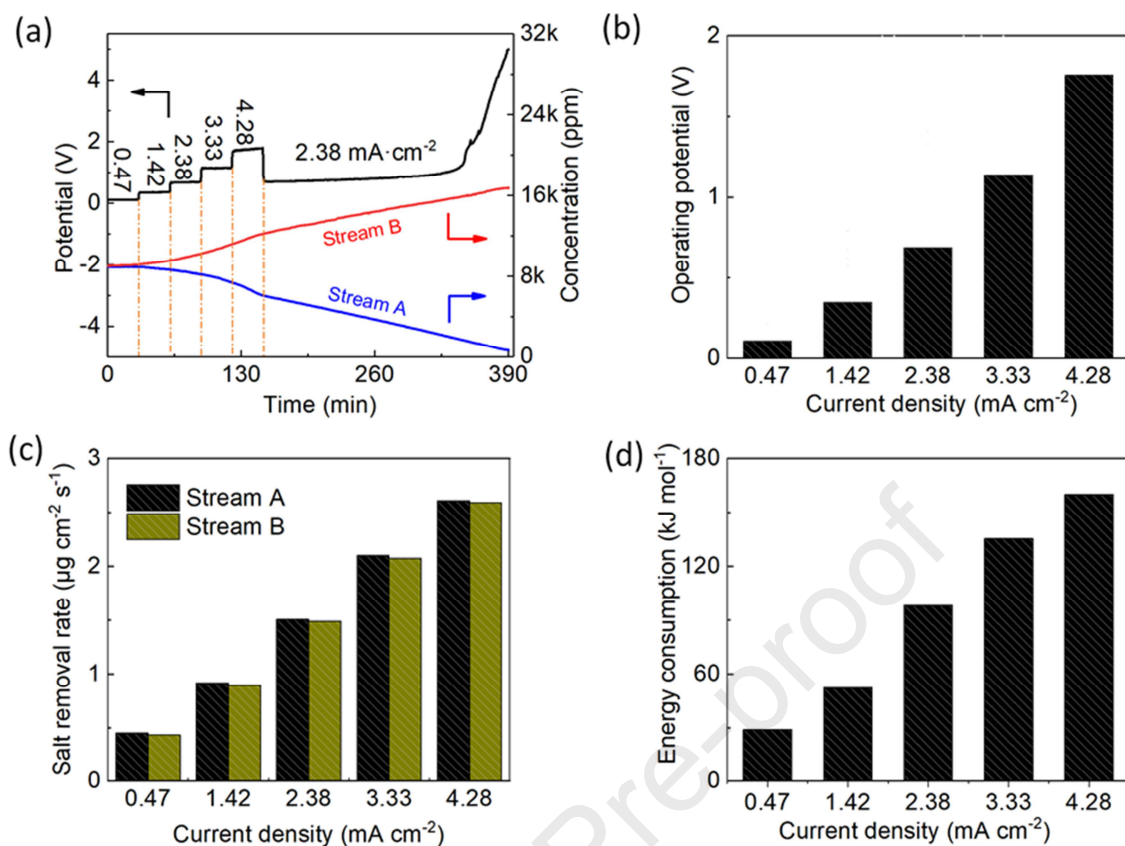 (a)
Potential (V)
4
2
0
-2
-4
0.47
1.42
2.38
3.33
4.28
2.38 mA·cm⁻²
Stream B
Stream A
32k
24k
16k
8k
0
Concentration (ppm)
0 130 260 390
Time (min)
(b)
Operating potential (V)
2
1
0
0.47 1.42 2.38 3.33 4.28
Current density (mA cm⁻²)
(c)
Salt removal rate (µg cm⁻² s⁻¹)
3
2
1
0
Stream A
Stream B
0.47 1.42 2.38 3.33 4.28
Current density (mA cm⁻²)
(d)
Energy consumption (kJ mol⁻¹)
180
120
60
0
0.47 1.42 2.38 3.33 4.28
Current density (mA cm⁻²)
Pre-proof